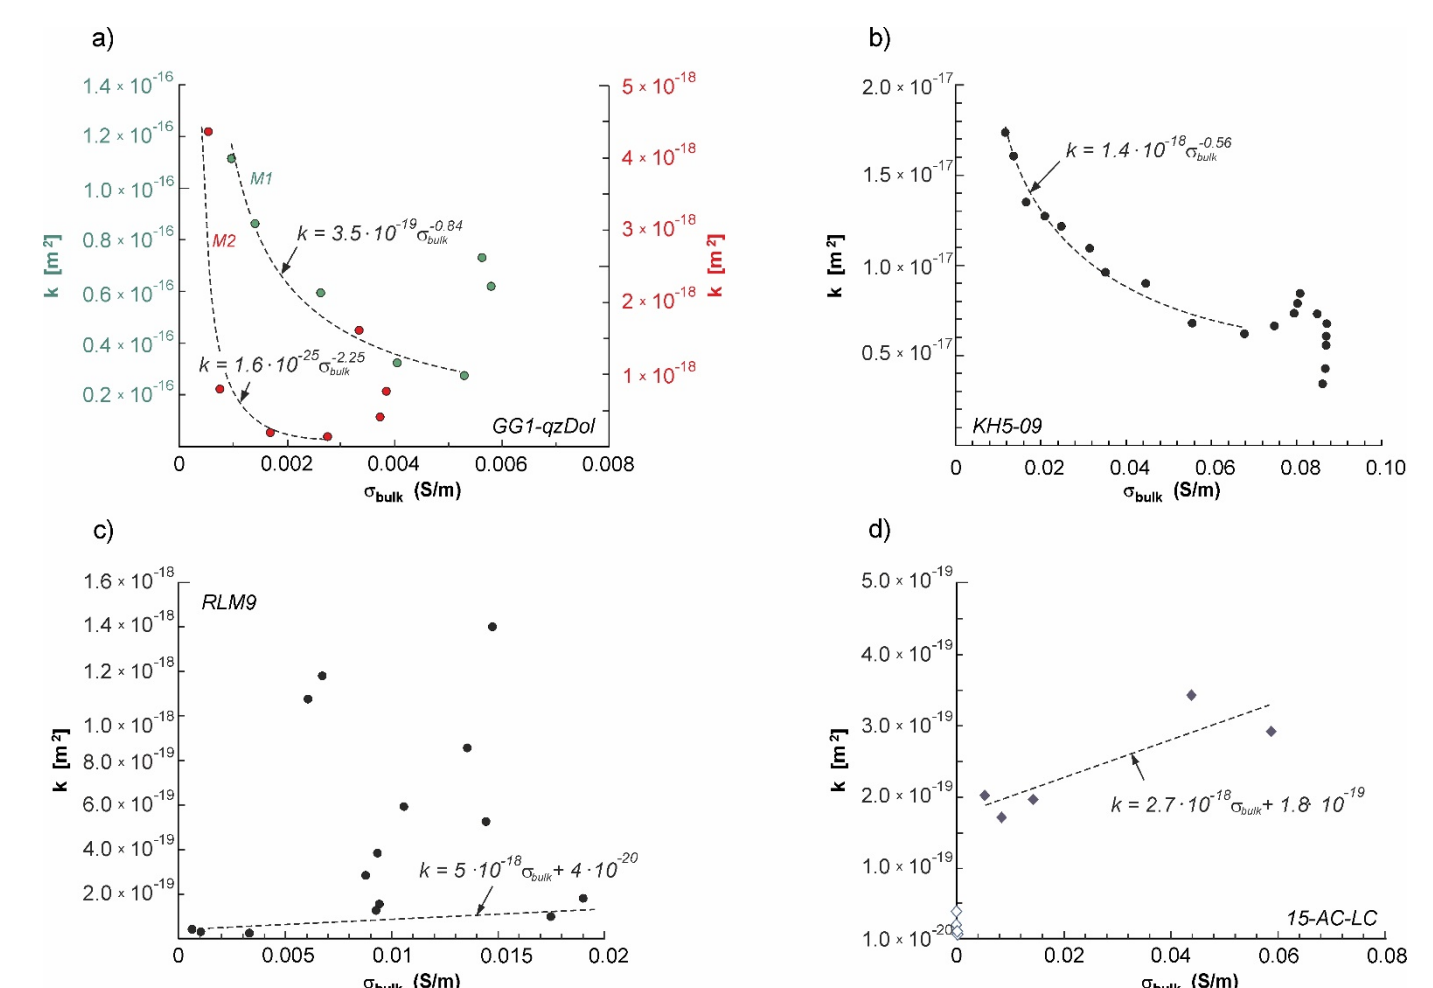 a)
1.4 × 10⁻¹⁶
1.2 × 10⁻¹⁶
1.0 × 10⁻¹⁶
0.8 × 10⁻¹⁶
0.6 × 10⁻¹⁶
0.4 × 10⁻¹⁶
0.2 × 10⁻¹⁶
k [m²]
5 × 10⁻¹⁸
4 × 10⁻¹⁸
3 × 10⁻¹⁸
2 × 10⁻¹⁸
1 × 10⁻¹⁸
k [m²]
M1
M2
k = 3.5 · 10⁻¹⁹σbulk⁻⁰·⁸⁴
k = 1.6 · 10⁻²⁵σbulk⁻²·²⁵
GG1-qzDol
0 0.002 0.004 0.006 0.008
σbulk (S/m)
b)
2.0 × 10⁻¹⁷
1.5 × 10⁻¹⁷
1.0 × 10⁻¹⁷
0.5 × 10⁻¹⁷
k [m²]
k = 1.4 · 10⁻¹⁸σbulk⁻⁰·⁵⁶
KH5-09
0 0.02 0.04 0.06 0.08 0.10
σbulk (S/m)
c)
1.6 × 10⁻¹⁸
1.4 × 10⁻¹⁸
1.2 × 10⁻¹⁸
1.0 × 10⁻¹⁸
8.0 × 10⁻¹⁹
6.0 × 10⁻¹⁹
4.0 × 10⁻¹⁹
2.0 × 10⁻¹⁹
k [m²]
RLM9
k = 5 · 10⁻¹⁸σbulk + 4 · 10⁻²⁰
0 0.005 0.01 0.015 0.02
σbulk (S/m)
d)
5.0 × 10⁻¹⁹
4.0 × 10⁻¹⁹
3.0 × 10⁻¹⁹
2.0 × 10⁻¹⁹
1.0 × 10⁻¹⁹
1.0 × 10⁻²⁰
k [m²]
k = 2.7 · 10⁻¹⁸σbulk + 1.8 · 10⁻¹⁹
15-AC-LC
0 0.02 0.04 0.06 0.08
σbulk (S/m)